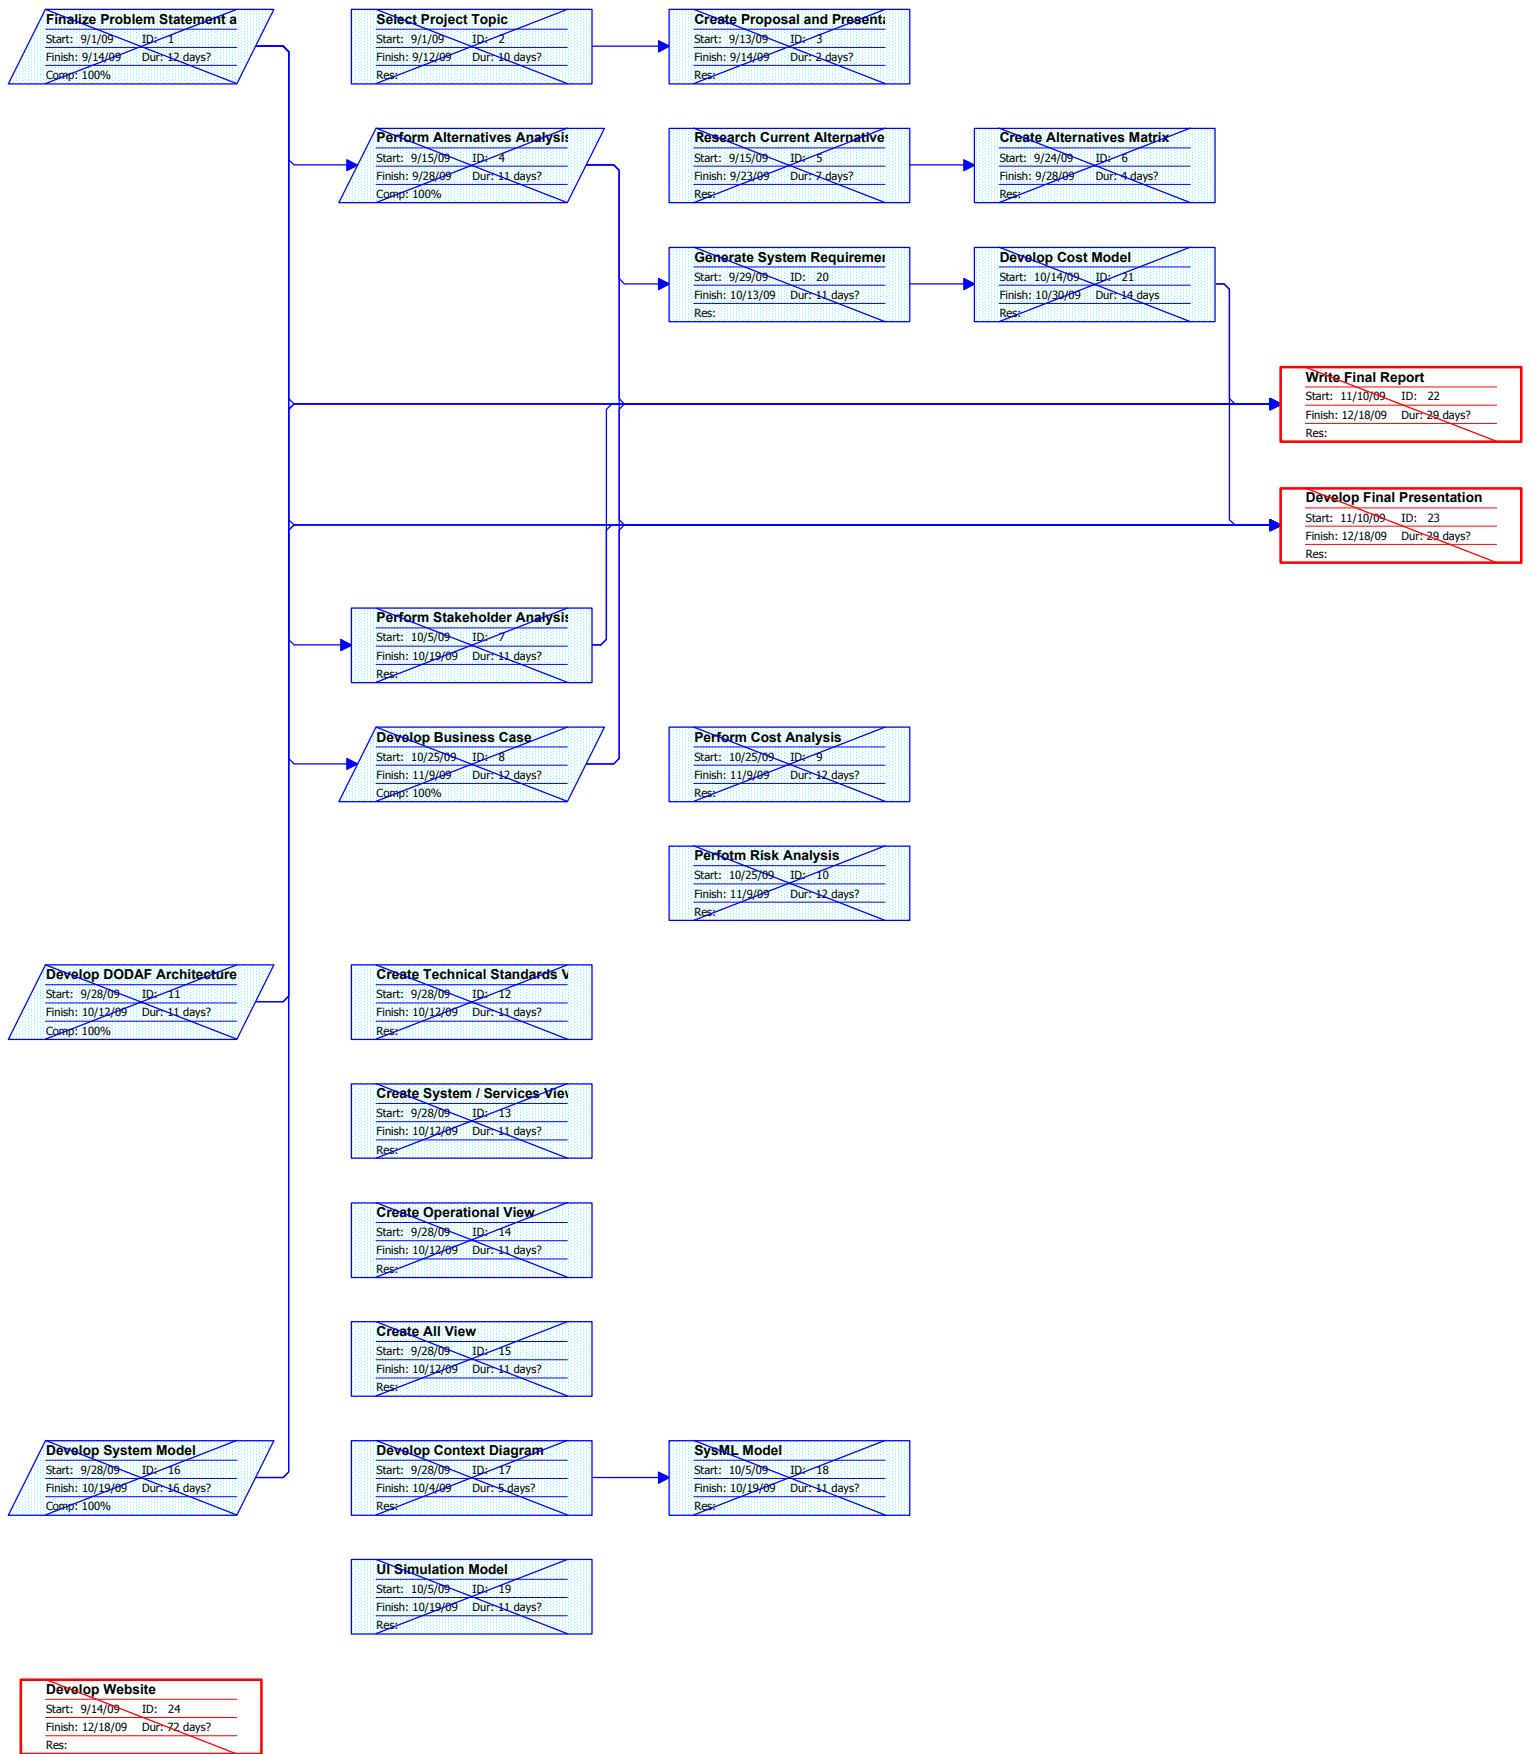 Finalize Problem Statement a
Start: 9/1/09 ID: 1
Finish: 9/14/09 Dur: 12 days?
Comp: 100%
Select Project Topic
Start: 9/1/09 ID: 2
Finish: 9/12/09 Dur: 10 days?
Res:
Create Proposal and Presenta
Start: 9/13/09 ID: 3
Finish: 9/14/09 Dur: 2 days?
Res:
Perform Alternatives Analysis
Start: 9/15/09 ID: 4
Finish: 9/28/09 Dur: 11 days?
Comp: 100%
Research Current Alternative
Start: 9/15/09 ID: 5
Finish: 9/23/09 Dur: 7 days?
Res:
Create Alternatives Matrix
Start: 9/24/09 ID: 6
Finish: 9/28/09 Dur: 4 days?
Res:
Generate System Requiremen
Start: 9/29/09 ID: 20
Finish: 10/13/09 Dur: 11 days?
Res:
Develop Cost Model
Start: 10/14/09 ID: 21
Finish: 10/30/09 Dur: 14 days
Res:
Write Final Report
Start: 11/10/09 ID: 22
Finish: 12/18/09 Dur: 29 days?
Res:
Develop Final Presentation
Start: 11/10/09 ID: 23
Finish: 12/18/09 Dur: 29 days?
Res:
Perform Stakeholder Analysis
Start: 10/5/09 ID: 7
Finish: 10/19/09 Dur: 11 days?
Res:
Develop Business Case
Start: 10/25/09 ID: 8
Finish: 11/9/09 Dur: 12 days?
Comp: 100%
Perform Cost Analysis
Start: 10/25/09 ID: 9
Finish: 11/9/09 Dur: 12 days?
Res:
Perfotm Risk Analysis
Start: 10/25/09 ID: 10
Finish: 11/9/09 Dur: 12 days?
Res:
Develop DODAF Architecture
Start: 9/28/09 ID: 11
Finish: 10/12/09 Dur: 11 days?
Comp: 100%
Create Technical Standards V
Start: 9/28/09 ID: 12
Finish: 10/12/09 Dur: 11 days?
Res:
Create System / Services View
Start: 9/28/09 ID: 13
Finish: 10/12/09 Dur: 11 days?
Res:
Create Operational View
Start: 9/28/09 ID: 14
Finish: 10/12/09 Dur: 11 days?
Res:
Create All View
Start: 9/28/09 ID: 15
Finish: 10/12/09 Dur: 11 days?
Res:
Develop System Model
Start: 9/28/09 ID: 16
Finish: 10/19/09 Dur: 16 days?
Comp: 100%
Develop Context Diagram
Start: 9/28/09 ID: 17
Finish: 10/4/09 Dur: 5 days?
Res:
SysML Model
Start: 10/5/09 ID: 18
Finish: 10/19/09 Dur: 11 days?
Res:
UI Simulation Model
Start: 10/5/09 ID: 19
Finish: 10/19/09 Dur: 11 days?
Res:
Develop Website
Start: 9/14/09 ID: 24
Finish: 12/18/09 Dur: 72 days?
Res: